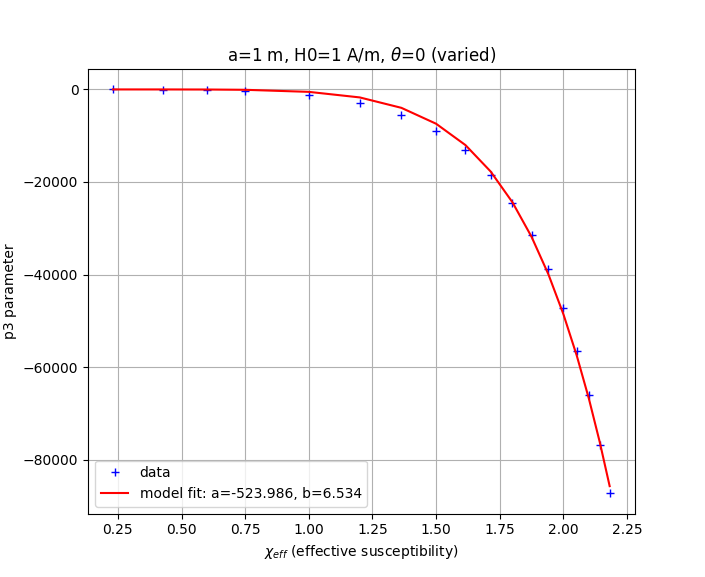 a=1 m, H0=1 A/m, θ=0 (varied)
p3 parameter
0
−20000
−40000
−60000
−80000
data
model fit: a=-523.986, b=6.534
0.25 0.50 0.75 1.00 1.25 1.50 1.75 2.00 2.25
χeff (effective susceptibility)